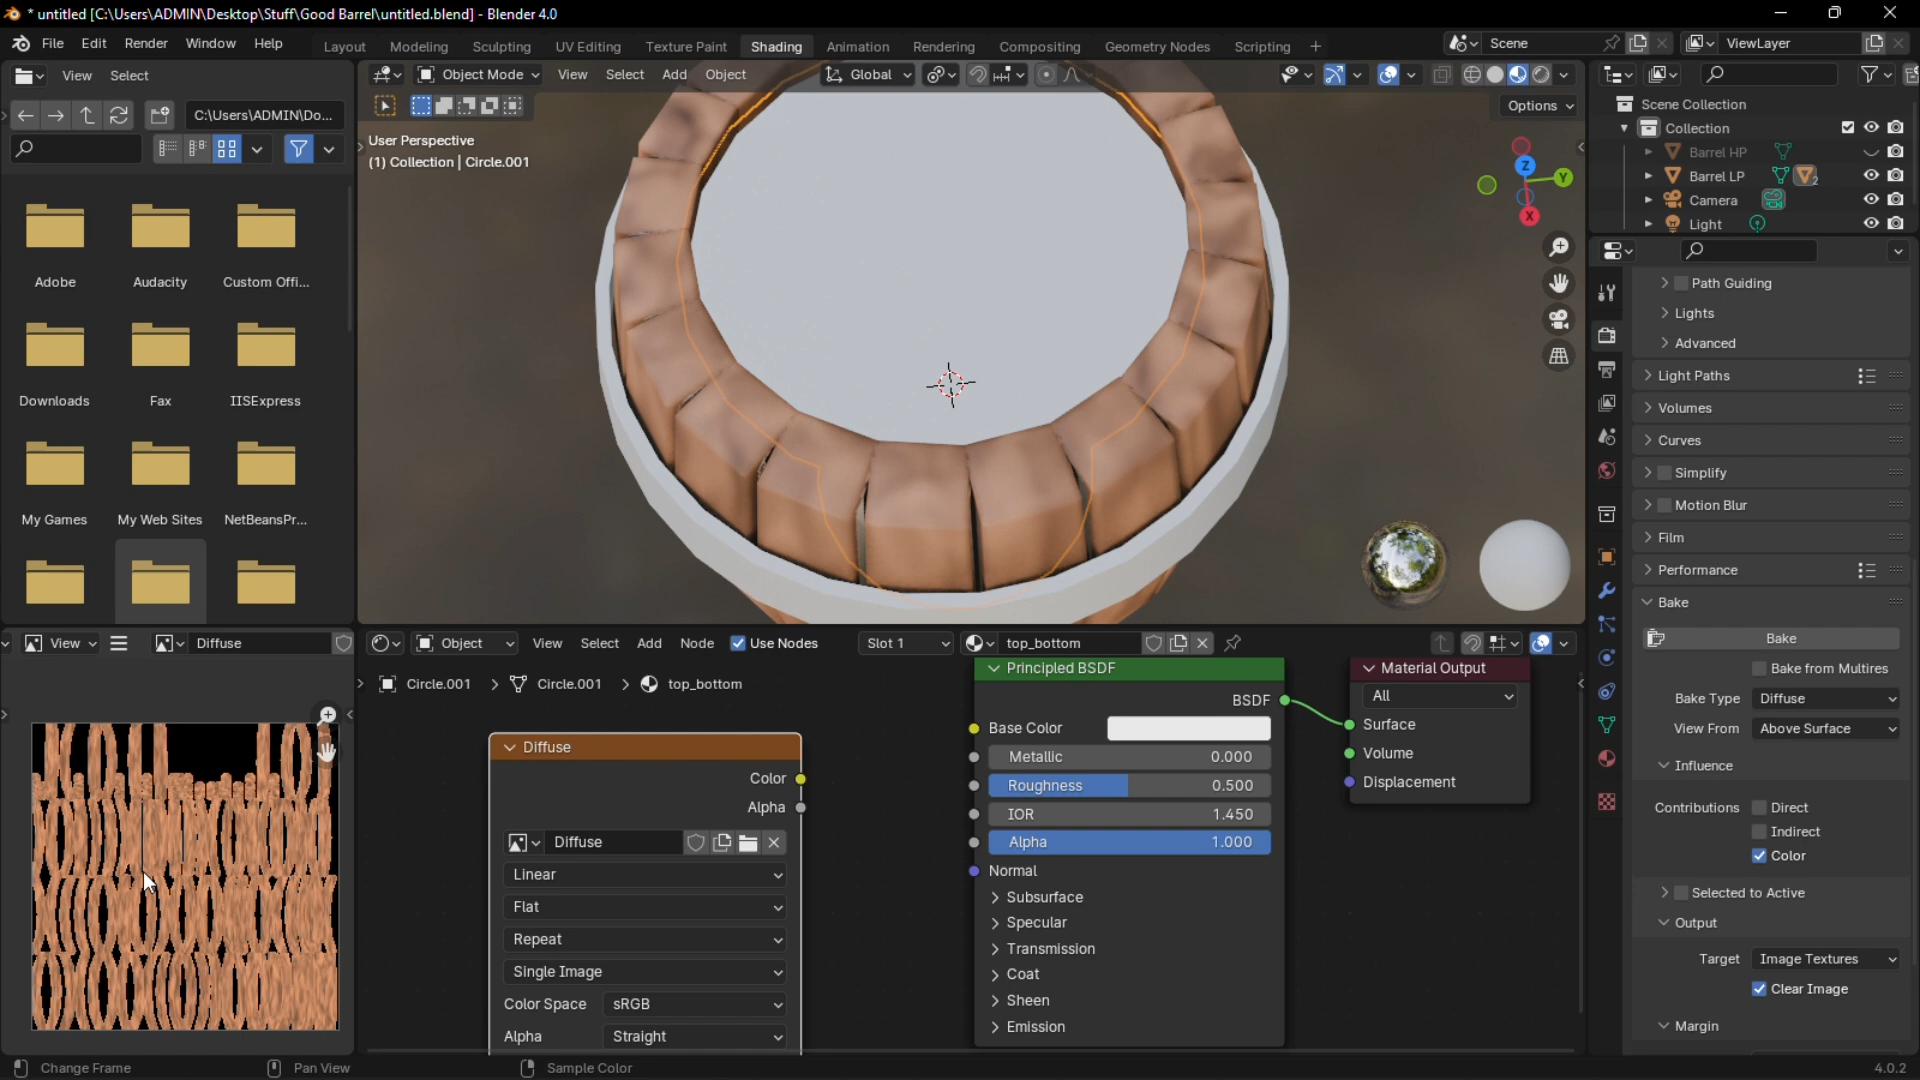 * untitled [C:\Users\ADMIN\Desktop\Stuff\Good Barrel\untitled.blend] - Blender 4.0
File Edit Render Window Help Layout Modeling Sculpting UV Editing Texture Paint Shading Animation Rendering Compositing Geometry Nodes Scripting + Scene ViewLayer
View Select
Object Mode View Select Add Object Global
C:\Users\ADMIN\Do...
Options
User Perspective
(1) Collection | Circle.001
Z
Y
X
Adobe Audacity Custom Offi...
Downloads Fax IISExpress
My Games My Web Sites NetBeansPr...
Scene Collection
Collection
Barrel HP
Barrel LP 2
Camera
Light
Path Guiding
Lights
Advanced
Light Paths
Volumes
Curves
Simplify
Motion Blur
Film
Performance
Bake
Bake
Bake from Multires
Bake Type Diffuse
View From Above Surface
Influence
Contributions Direct
Indirect
Color
Selected to Active
Output
Target Image Textures
Clear Image
Margin
View Diffuse
Object View Select Add Node Use Nodes Slot 1 top_bottom
Circle.001 > Circle.001 > top_bottom
Diffuse
Color
Alpha
Diffuse
Linear
Flat
Repeat
Single Image
Color Space sRGB
Alpha Straight
Principled BSDF
BSDF
Base Color
Metallic 0.000
Roughness 0.500
IOR 1.450
Alpha 1.000
Normal
Subsurface
Specular
Transmission
Coat
Sheen
Emission
Material Output
All
Surface
Volume
Displacement
Change Frame Pan View Sample Color 4.0.2